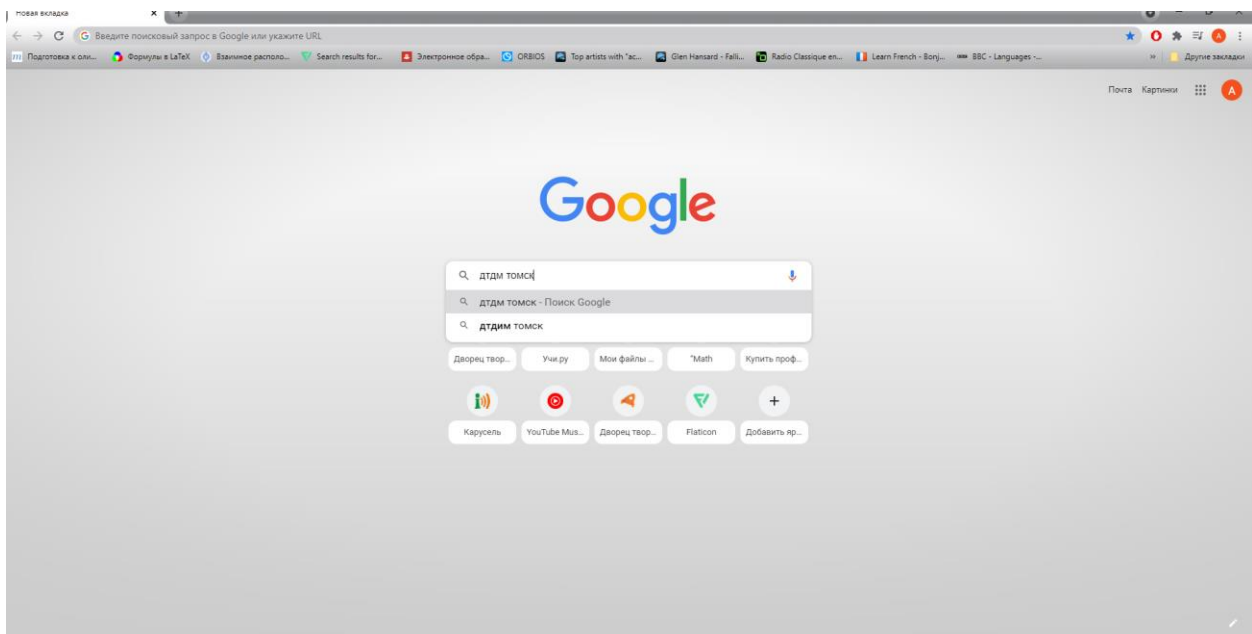 Новая вкладка
Введите поисковый запрос в Google или укажите URL
Подготовка к оли... Формулы в LaTeX Взаимное располо... Search results for... Электронное обра... ORBIOS Top artists with "ac... Glen Hansard - Falli... Radio Classique en... Learn French - Bonj... BBC - Languages -... » Другие закладки
Почта Картинки A
Google
дтдм томск
дтдм томск - Поиск Google
дтдим томск
Дворец твор... Учи.ру Мои файлы ... "Math Купить проф...
Карусель YouTube Mus... Дворец твор... Flaticon Добавить яр...